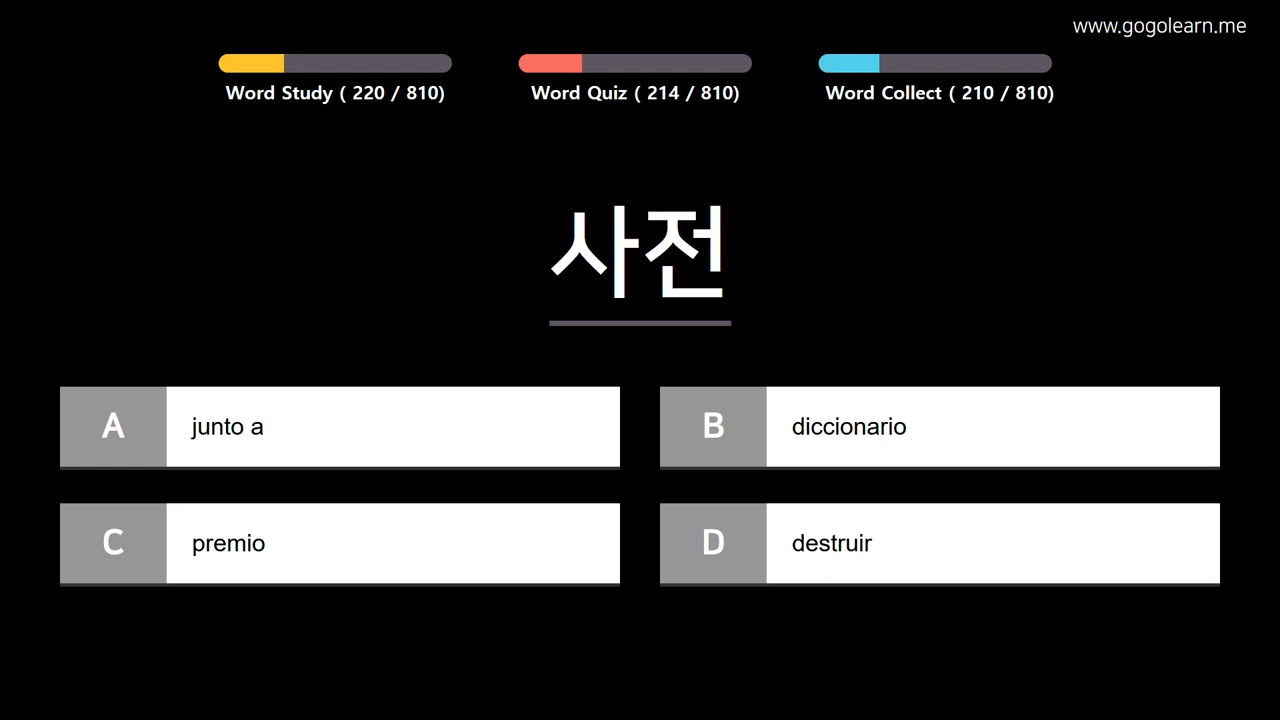 www.gogolearn.me
Word Study ( 220 / 810)
Word Quiz ( 214 / 810)
Word Collect ( 210 / 810)
사전
A junto a
B diccionario
C premio
D destruir